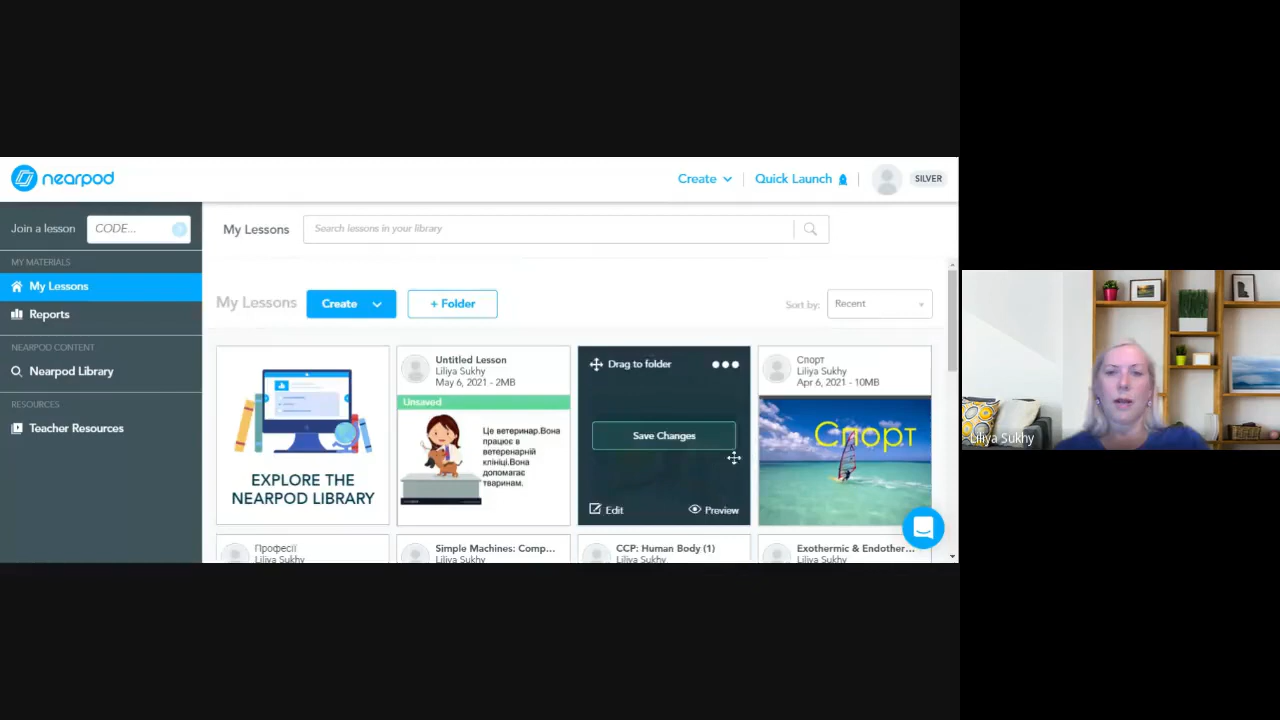 nearpod
Create
Quick Launch
SILVER
Join a lesson
CODE...
My Lessons
Search lessons in your library
MY MATERIALS
My Lessons
Reports
NEARPOD CONTENT
Nearpod Library
RESOURCES
Teacher Resources
My Lessons
Create
+ Folder
Sort by:
Recent
EXPLORE THE
NEARPOD LIBRARY
Untitled Lesson
Liliya Sukhy
May 6, 2021 - 2MB
Unsaved
Це ветеринар.Вона
працює в
ветеренарній
клініці.Вона
допомагає
тваринам.
Drag to folder
Save Changes
Edit
Preview
Спорт
Liliya Sukhy
Apr 6, 2021 - 10MB
Спорт
Професії
Liliya Sukhy
Simple Machines: Comp...
Liliya Sukhy
CCP: Human Body (1)
Liliya Sukhy
Exothermic & Endother...
Liliya Sukhy
Liliya Sukhy